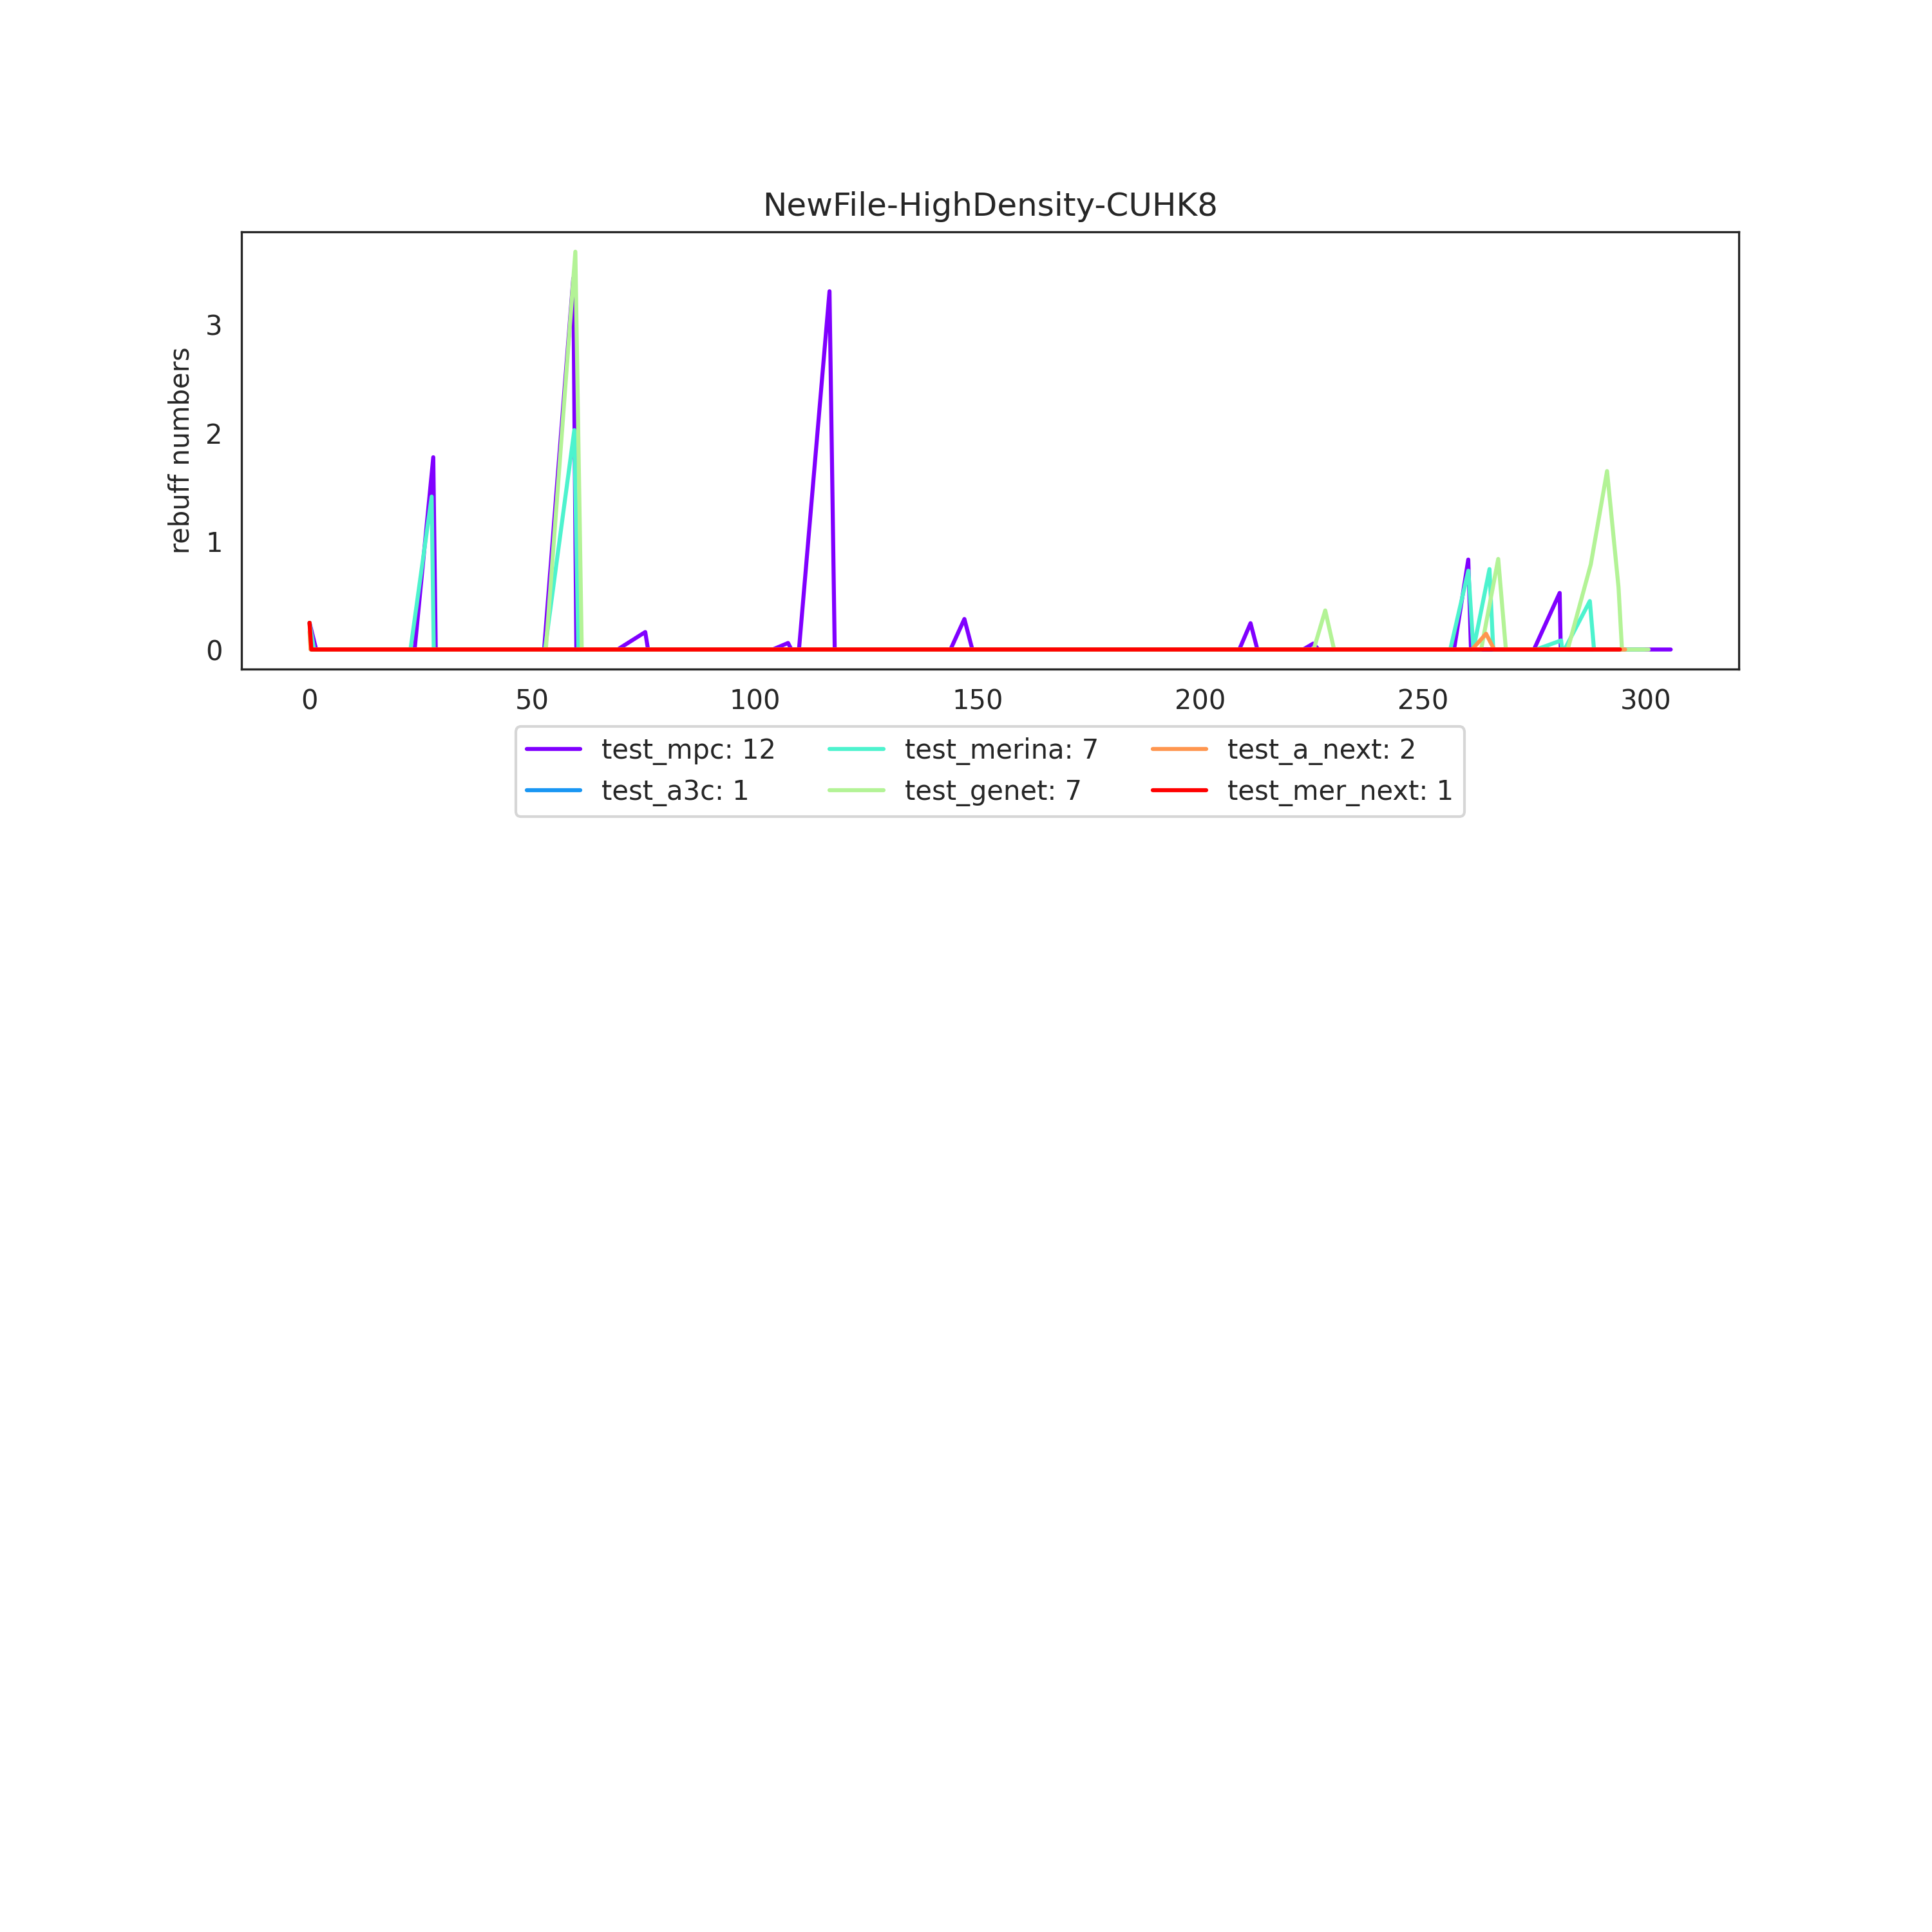 NewFile-HighDensity-CUHK8
rebuff numbers
3
2
1
0
0 50 100 150 200 250 300
test_mpc: 12 test_merina: 7 test_a_next: 2
test_a3c: 1 test_genet: 7 test_mer_next: 1